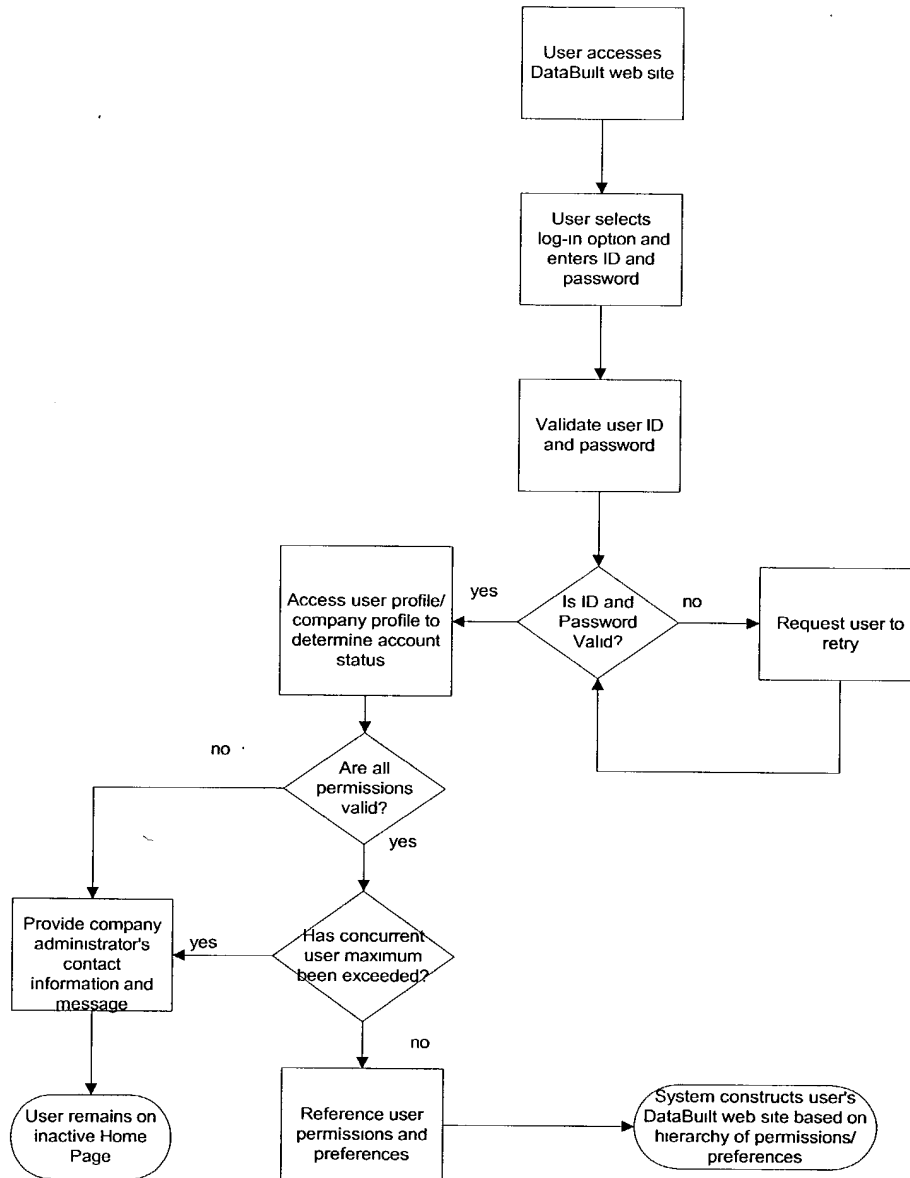 User accesses
DataBuilt web site
User selects
log-in option and
enters ID and
password
Validate user ID
and password
Is ID and
Password
Valid?
yes
no
Access user profile/
company profile to
determine account
status
Request user to
retry
Are all
permissions
valid?
no
yes
Has concurrent
user maximum
been exceeded?
yes
no
Provide company
administrator's
contact
information and
message
User remains on
inactive Home
Page
Reference user
permissions and
preferences
System constructs user's
DataBuilt web site based on
hierarchy of permissions/
preferences